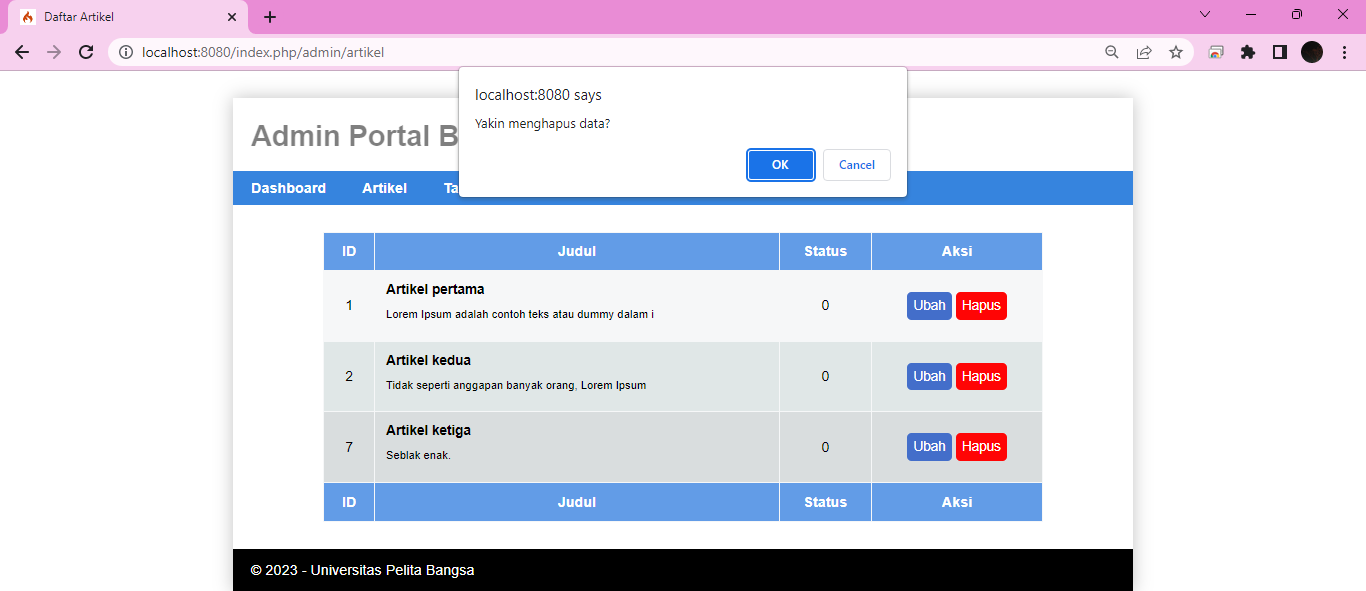 Daftar Artikel
localhost:8080/index.php/admin/artikel
localhost:8080 says
Yakin menghapus data?
OK Cancel
Admin Portal B
Dashboard Artikel Ta
ID Judul Status Aksi
1 Artikel pertama 0 Ubah Hapus
Lorem Ipsum adalah contoh teks atau dummy dalam i
2 Artikel kedua 0 Ubah Hapus
Tidak seperti anggapan banyak orang, Lorem Ipsum
7 Artikel ketiga 0 Ubah Hapus
Seblak enak.
ID Judul Status Aksi
© 2023 - Universitas Pelita Bangsa